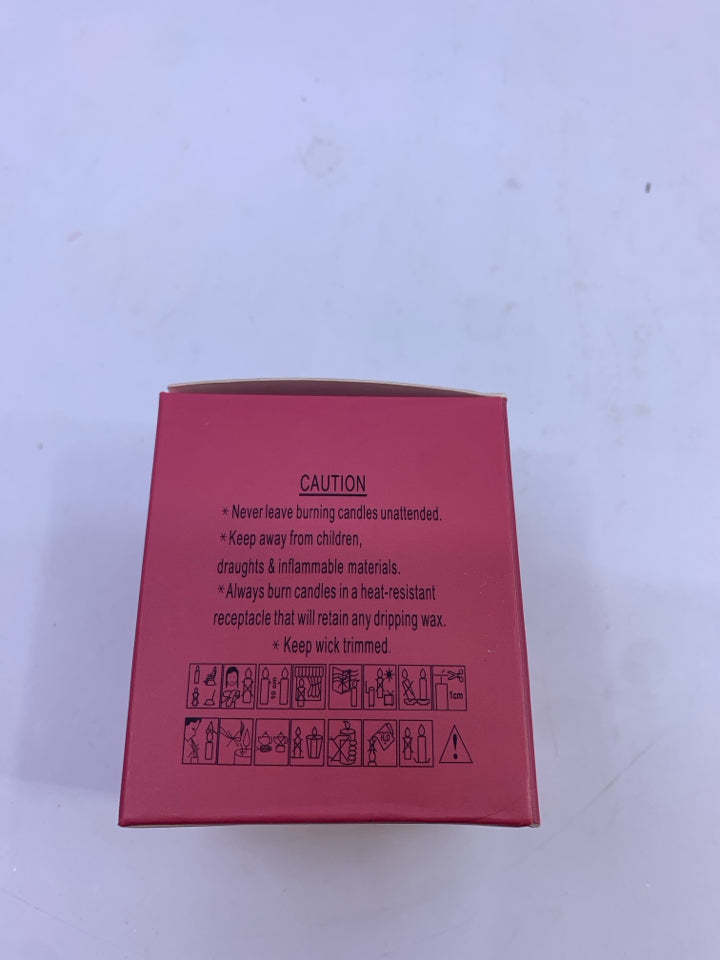 CAUTION
* Never leave burning candles unattended.
* Keep away from children,
draughts & inflammable materials.
* Always burn candles in a heat-resistant
receptacle that will retain any dripping wax.
* Keep wick trimmed.
10 cm
1cm
H₂O
!